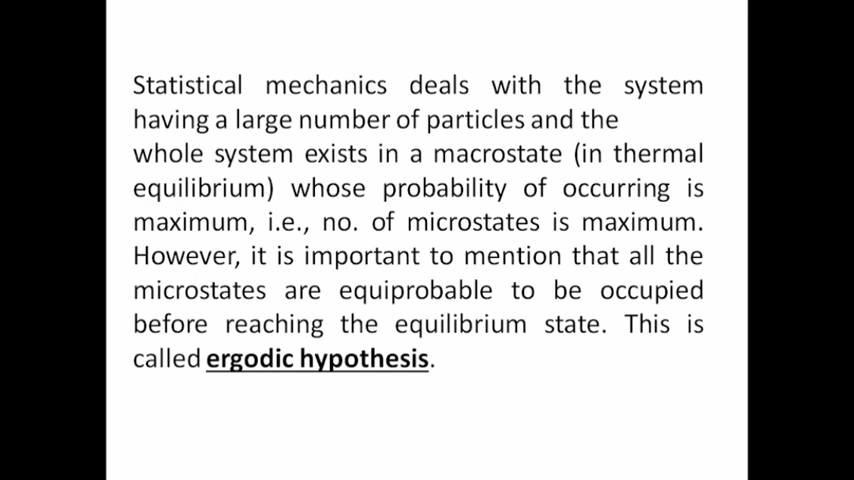 Statistical mechanics deals with the system
having a large number of particles and the
whole system exists in a macrostate (in thermal
equilibrium) whose probability of occurring is
maximum, i.e., no. of microstates is maximum.
However, it is important to mention that all the
microstates are equiprobable to be occupied
before reaching the equilibrium state. This is
called ergodic hypothesis.